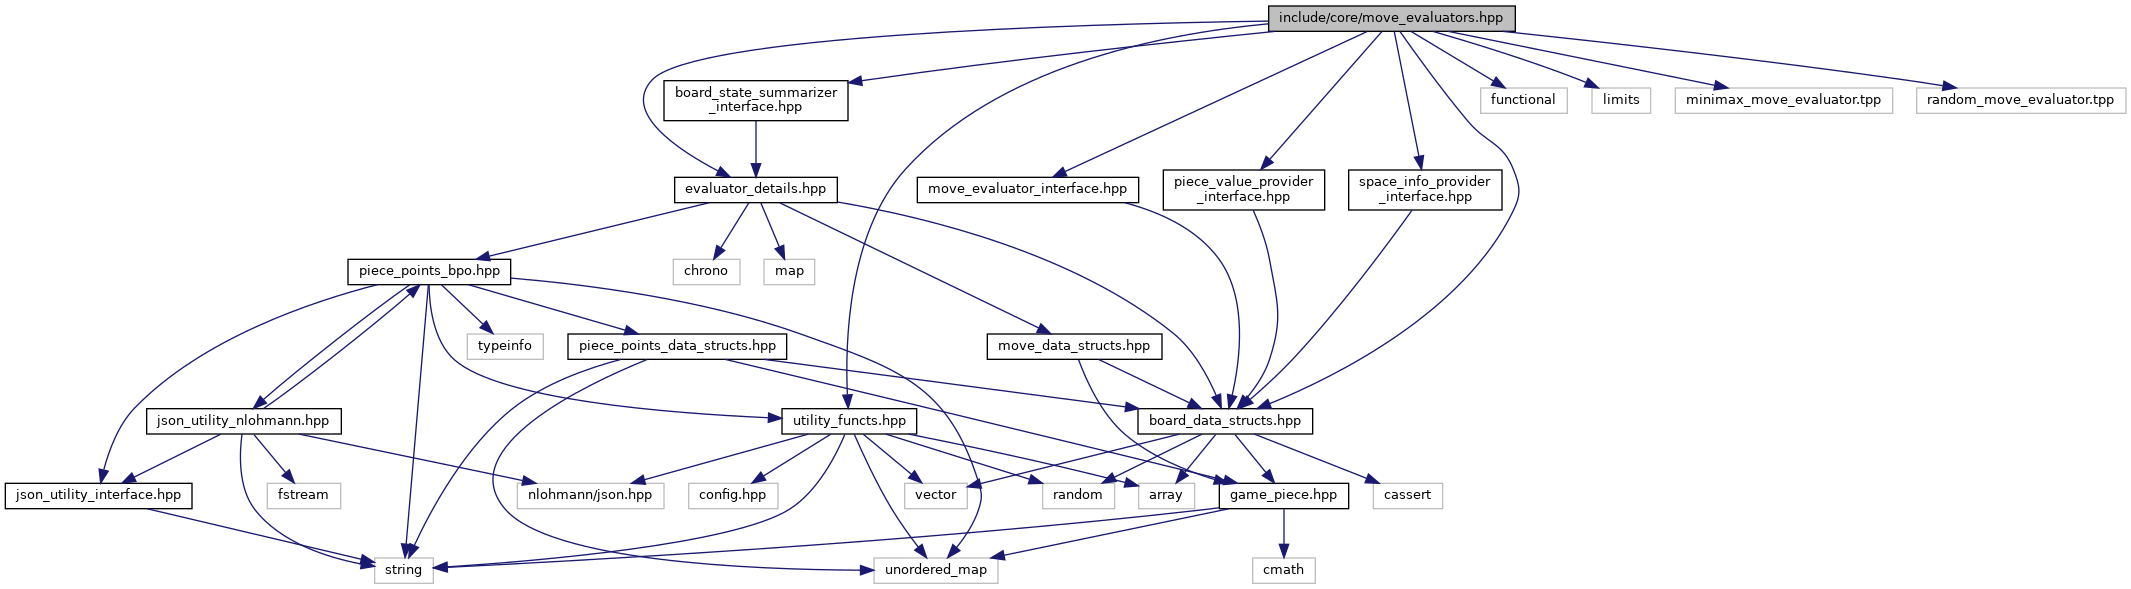 include/core/move_evaluators.hpp
board_state_summarizer
_interface.hpp
functional
limits
minimax_move_evaluator.tpp
random_move_evaluator.tpp
evaluator_details.hpp
move_evaluator_interface.hpp
piece_value_provider
_interface.hpp
space_info_provider
_interface.hpp
piece_points_bpo.hpp
chrono
map
typeinfo
piece_points_data_structs.hpp
move_data_structs.hpp
json_utility_nlohmann.hpp
utility_functs.hpp
board_data_structs.hpp
json_utility_interface.hpp
fstream
nlohmann/json.hpp
config.hpp
vector
random
array
game_piece.hpp
cassert
string
unordered_map
cmath